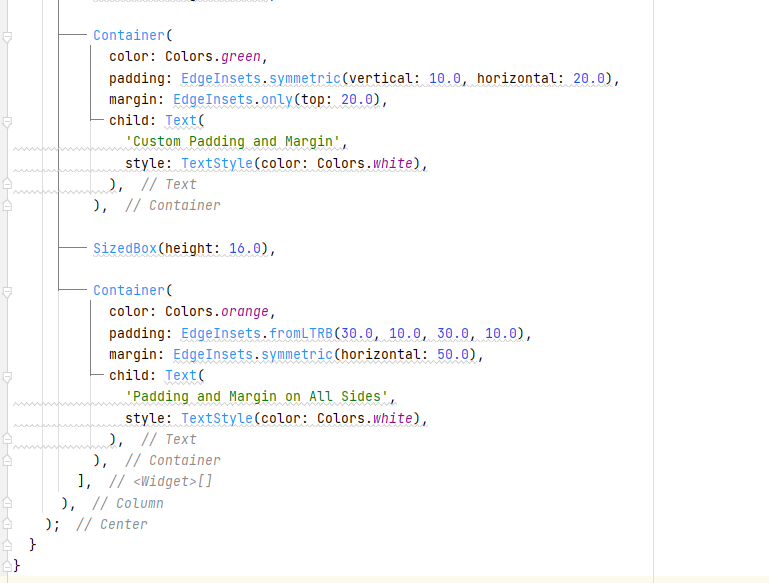 Container(
color: Colors.green,
padding: EdgeInsets.symmetric(vertical: 10.0, horizontal: 20.0),
margin: EdgeInsets.only(top: 20.0),
child: Text(
'Custom Padding and Margin',
style: TextStyle(color: Colors.white),
), // Text
), // Container
SizedBox(height: 16.0),
Container(
color: Colors.orange,
padding: EdgeInsets.fromLTRB(30.0, 10.0, 30.0, 10.0),
margin: EdgeInsets.symmetric(horizontal: 50.0),
child: Text(
'Padding and Margin on All Sides',
style: TextStyle(color: Colors.white),
), // Text
), // Container
], // <Widget>[]
), // Column
); // Center
}
}